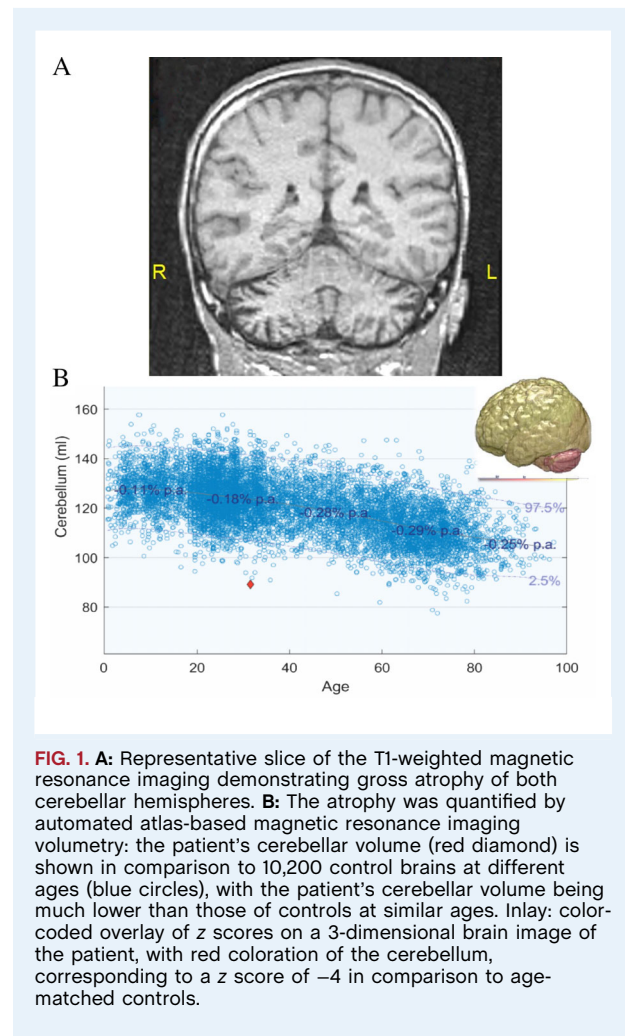 A
R
L
B
160
140
120
100
80
Cerebellum (ml)
-0.11% p.a.
-0.18% p.a.
-0.28% p.a.
-0.29% p.a.
-0.25% p.a.
97.5%
2.5%
0
20
40
60
80
100
Age
FIG. 1. A: Representative slice of the T1-weighted magnetic
resonance imaging demonstrating gross atrophy of both
cerebellar hemispheres. B: The atrophy was quantified by
automated atlas-based magnetic resonance imaging
volumetry: the patient’s cerebellar volume (red diamond) is
shown in comparison to 10,200 control brains at different
ages (blue circles), with the patient’s cerebellar volume being
much lower than those of controls at similar ages. Inlay: color-
coded overlay of z scores on a 3-dimensional brain image of
the patient, with red coloration of the cerebellum,
corresponding to a z score of −4 in comparison to age-
matched controls.